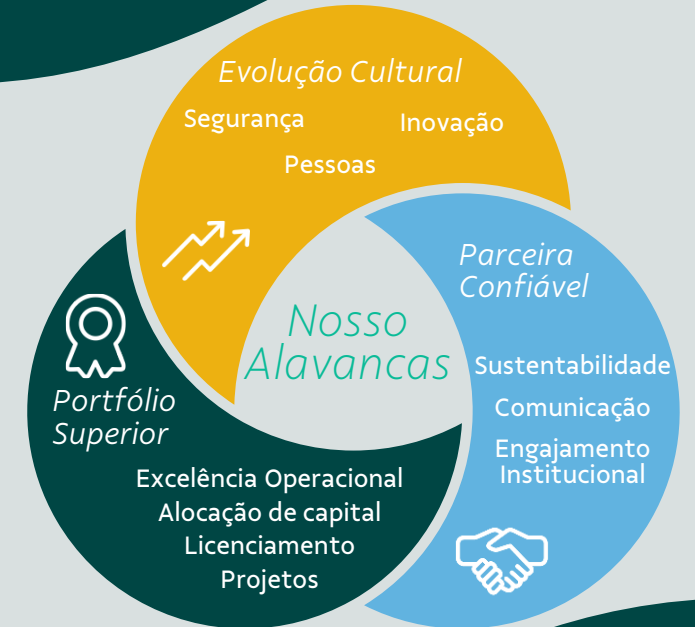 Evolução Cultural
Segurança
Inovação
Pessoas
Parceira
Confiável
Nosso
Alavancas
Sustentabilidade
Comunicação
Engajamento
Institucional
Portfólio
Superior
Excelência Operacional
Alocação de capital
Licenciamento
Projetos